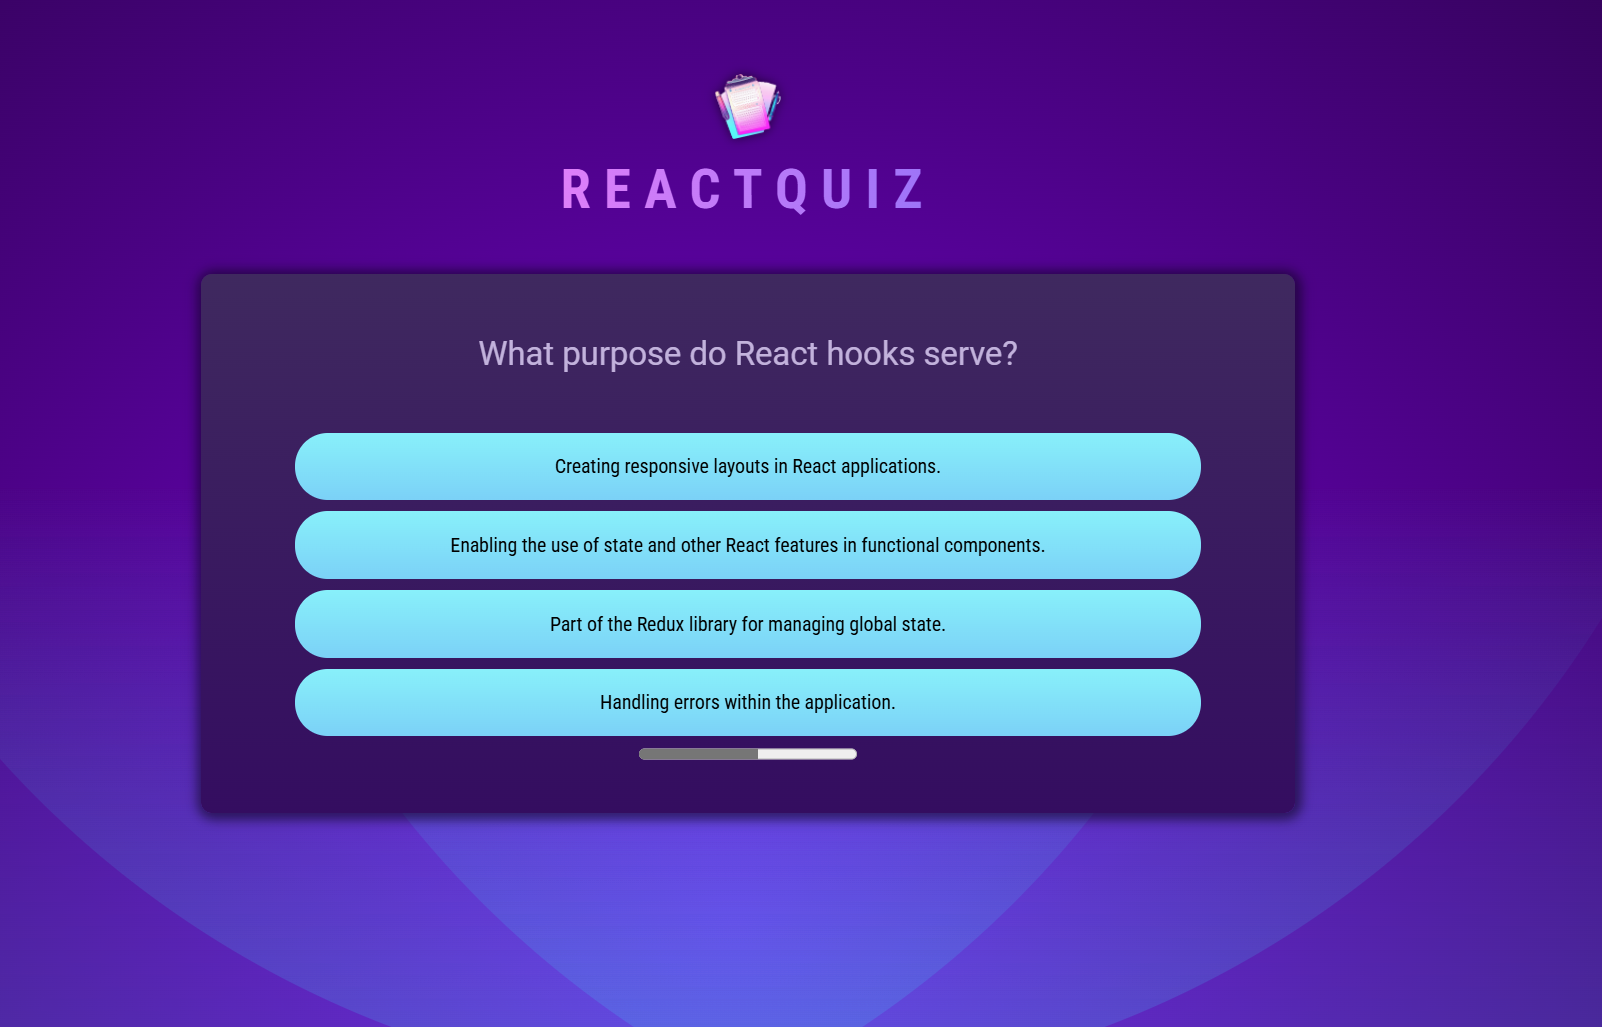 REACTQUIZ
What purpose do React hooks serve?
Creating responsive layouts in React applications.
Enabling the use of state and other React features in functional components.
Part of the Redux library for managing global state.
Handling errors within the application.